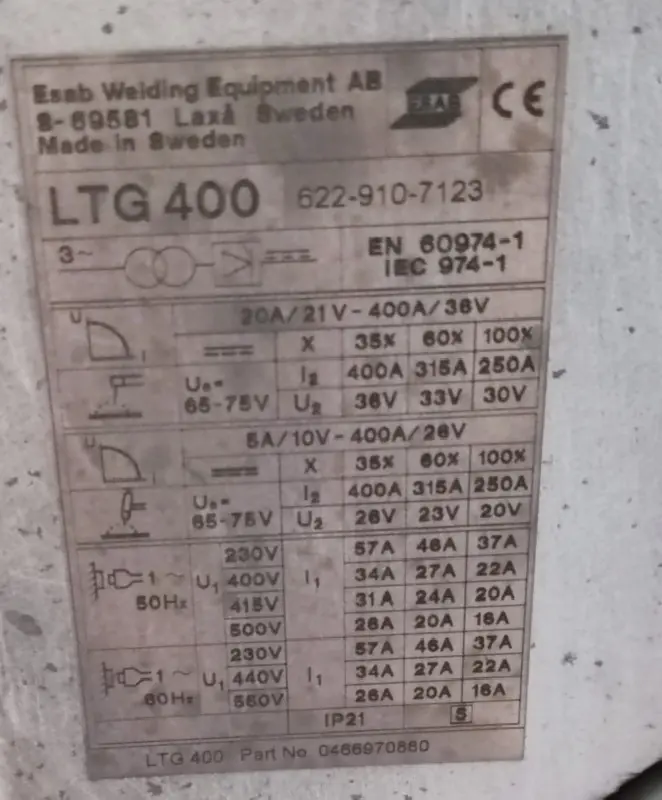 Esab Welding Equipment AB
S-69581 Laxå Sweden
Made in Sweden
ESAB
CE
LTG 400 622-910-7123
3~
EN 60974-1
IEC 974-1
U I
20A/21V-400A/36V
X 35% 60% 100%
U₀= 65-75V
I₂ 400A 315A 250A
U₂ 36V 33V 30V
U I
5A/10V-400A/26V
X 35% 60% 100%
U₀= 65-75V
I₂ 400A 315A 250A
U₂ 26V 23V 20V
1~ 50Hz U₁ I₁
230V 57A 46A 37A
400V 34A 27A 22A
415V 31A 24A 20A
500V 26A 20A 16A
1~ 60Hz U₁ I₁
230V 57A 46A 37A
440V 34A 27A 22A
550V 26A 20A 16A
IP21 S
LTG 400 Part No 0466970880